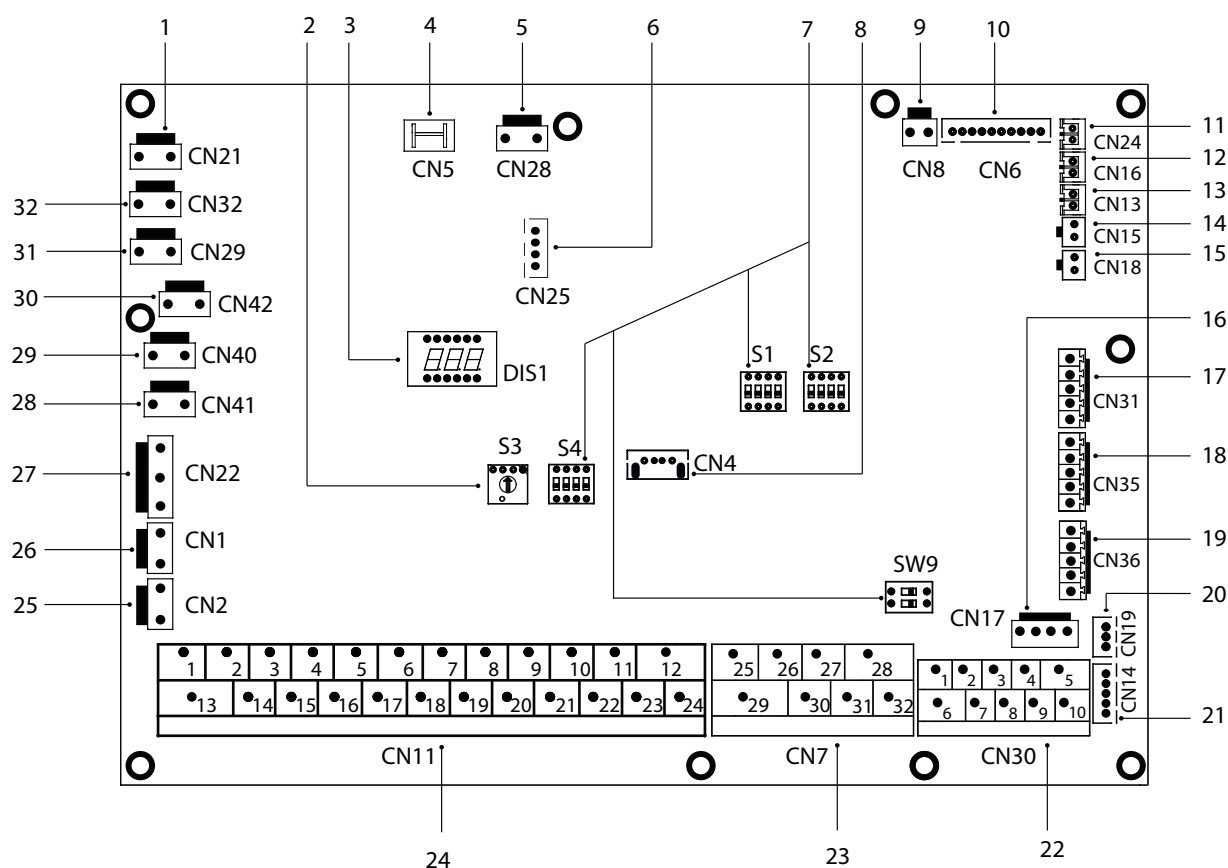 1 2 3 4 5 6 7 8 9 10
CN21
CN5
CN28
CN8
CN6
CN24
11
CN16
12
CN13
13
CN15
14
CN18
15
32
CN32
31
CN29
30
CN42
29
CN40
28
CN41
CN25
DIS1
S1 S2
16
CN31
17
27
CN22
S3 S4
CN4
CN35
18
26
CN1
CN36
19
25
CN2
SW9
CN17
CN19
20
CN14
21
1 2 3 4 5 6 7 8 9 10 11 12
13 14 15 16 17 18 19 20 21 22 23 24
25 26 27 28
29 30 31 32
1 2 3 4 5
6 7 8 9 10
CN11 CN7 CN30
24 23 22